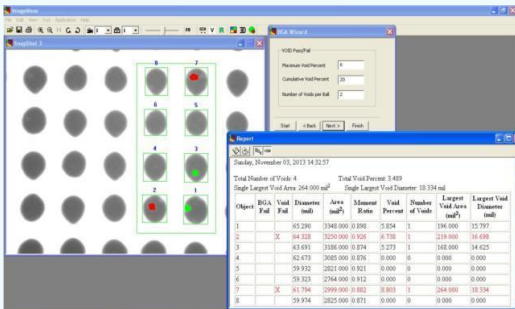 ImageView
File Edit View Tool Application Help
SnapShot 3
8 7
6 5
4 3
2 1
BGA Wizard
VOID Pass/Fail
Maximum Void Percent 6
Cumulative Void Percent 20
Number of Voids per Ball 2
Start < Back Next > Finish
Report
Sunday, November 03, 2013 14:32:57
Total Number of Voids: 4 Total Void Percent: 3.489
Single Largest Void Area: 264.000 mil² Single Largest Void Diameter: 18.334 mil
Object BGA Fail Void Fail Diameter (mil) Area (mil²) Moment Ratio Void Percent Number of Voids Largest Void Area (mil²) Largest Void Diameter (mil)
1 65.290 3348.000 0.898 5.854 1 196.000 15.797
2 X 64.328 3250.000 0.926 6.738 1 219.000 16.698
3 63.691 3186.000 0.874 5.273 1 168.000 14.625
4 62.673 3085.000 0.876 0.000 0 0.000 0.000
5 59.932 2821.000 0.921 0.000 0 0.000 0.000
6 59.323 2764.000 0.912 0.000 0 0.000 0.000
7 X 61.794 2999.000 0.882 8.803 1 264.000 18.334
8 59.974 2825.000 0.871 0.000 0 0.000 0.000